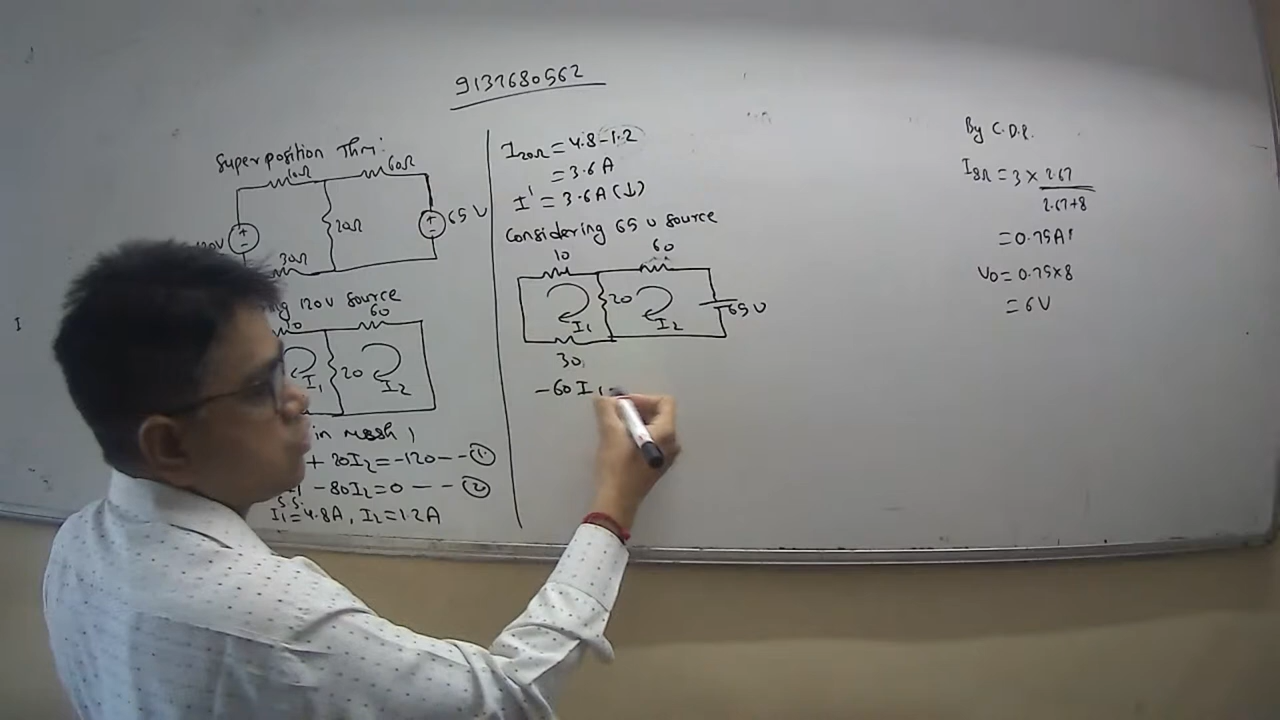 9137680562
Superposition Thm:
10Ω 60Ω
20Ω 65V
30Ω
120V source
60
20
I₁ I₂
in mesh 1
+ 20I₂=-120-- ①
-80I₂=0 --- ②
I₁=4.8A, I₂=1.2A
I₂₀Ω = 4.8-1.2
= 3.6 A
I' = 3.6A(↓)
Considering 65 V source
10 60
20 65V
I₁ I₂
30
-60I₁
By C.D.R.
I₈Ω = 3 × 2.67
2.67+8
= 0.75A
V₀ = 0.75×8
= 6V
I